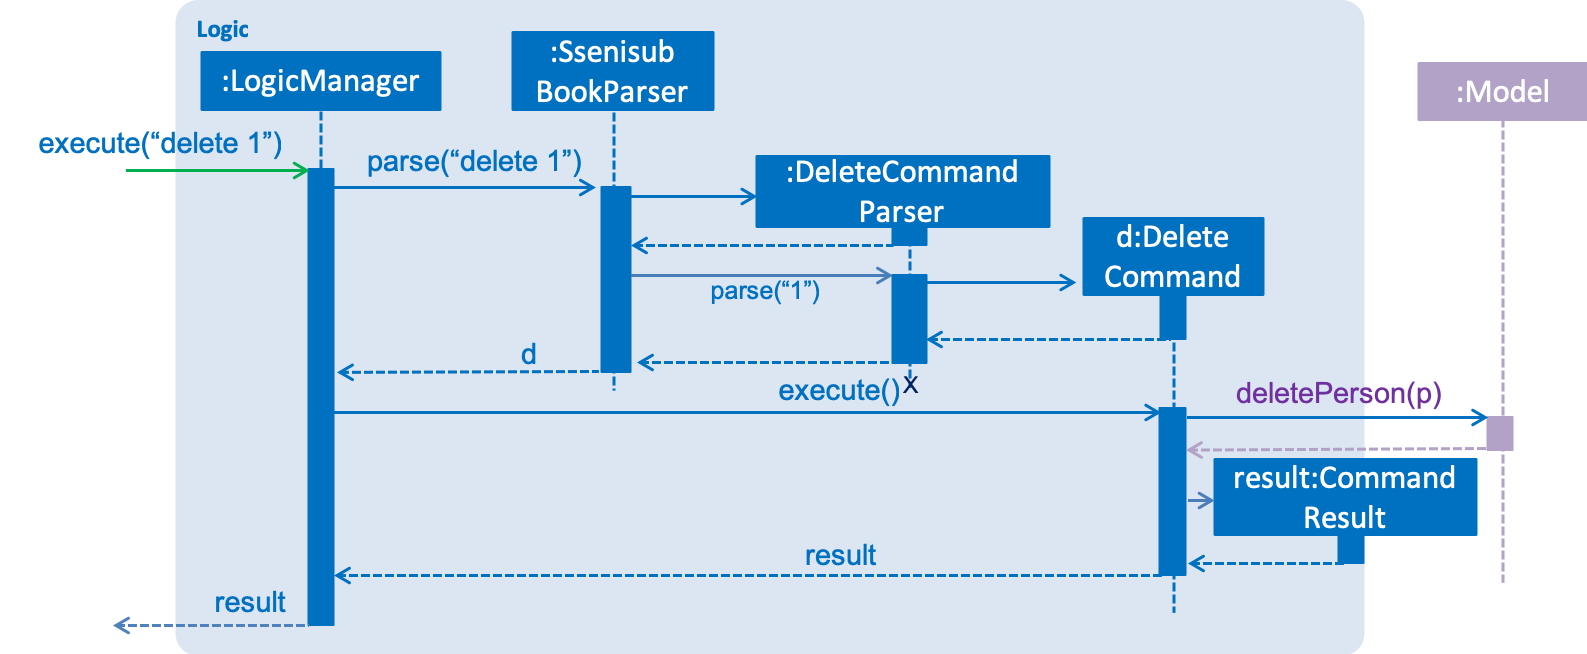 Logic
:LogicManager
:Ssenisub
BookParser
:Model
execute(“delete 1”)
parse(“delete 1”)
:DeleteCommand
Parser
d:Delete
Command
parse(“1”)
d
execute()
X
deletePerson(p)
result:Command
Result
result
result